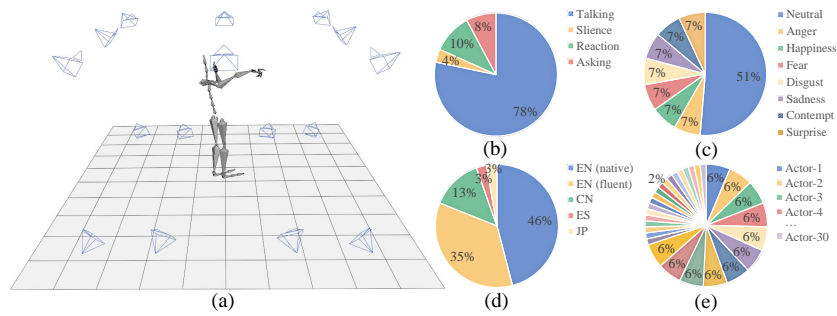 Talking
Slience
Reaction
Asking
8%
10%
4%
78%
(b)
Neutral
Anger
Happiness
Fear
Disgust
Sadness
Contempt
Surprise
7%
7%
7%
7%
7%
7%
7%
51%
(c)
(a)
EN (native)
EN (fluent)
CN
ES
JP
3%
3%
13%
46%
35%
(d)
Actor-1
Actor-2
Actor-3
Actor-4
...
Actor-30
2%
6%
6%
6%
6%
6%
6%
6%
6%
6%
6%
6%
(e)